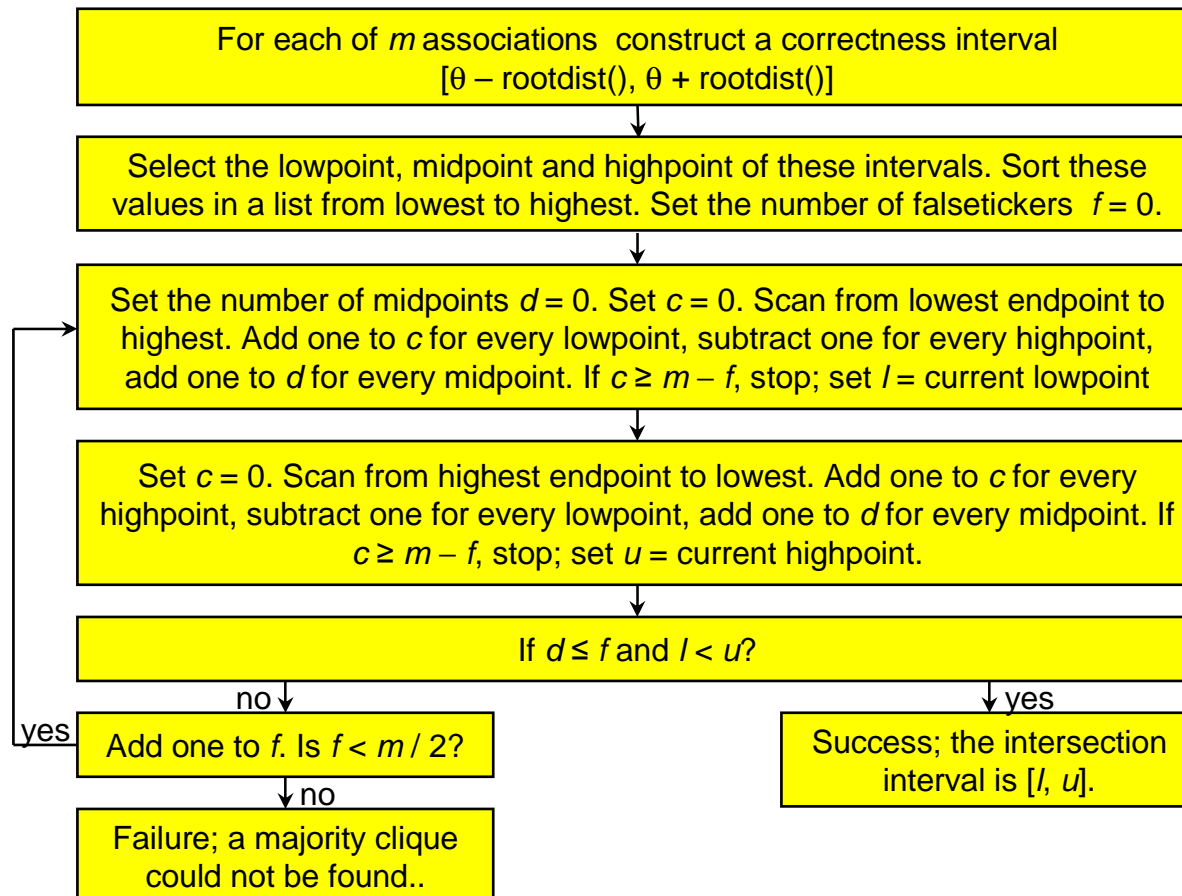 For each of m associations construct a correctness interval
[θ – rootdist(), θ + rootdist()]
Select the lowpoint, midpoint and highpoint of these intervals. Sort these
values in a list from lowest to highest. Set the number of falsetickers f = 0.
Set the number of midpoints d = 0. Set c = 0. Scan from lowest endpoint to
highest. Add one to c for every lowpoint, subtract one for every highpoint,
add one to d for every midpoint. If c ≥ m – f, stop; set l = current lowpoint
Set c = 0. Scan from highest endpoint to lowest. Add one to c for every
highpoint, subtract one for every lowpoint, add one to d for every midpoint. If
c ≥ m – f, stop; set u = current highpoint.
If d ≤ f and l < u?
no
yes
yes
Add one to f. Is f < m / 2?
Success; the intersection
interval is [l, u].
no
Failure; a majority clique
could not be found..